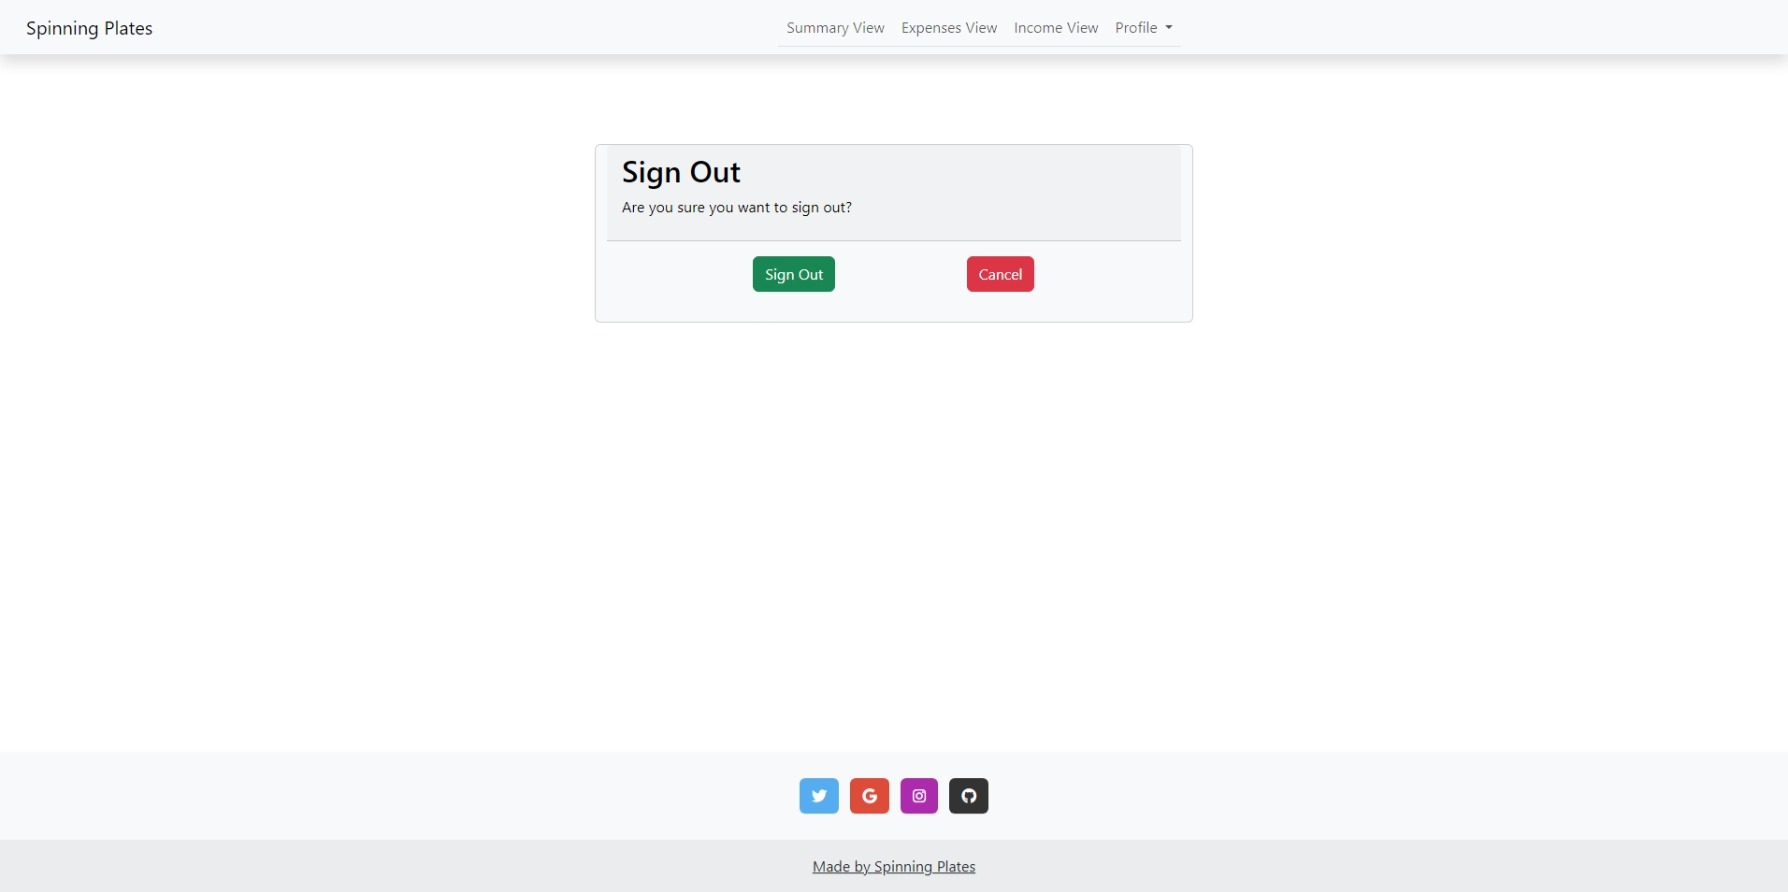 Spinning Plates
Summary View Expenses View Income View Profile
Sign Out
Are you sure you want to sign out?
Sign Out Cancel
Made by Spinning Plates